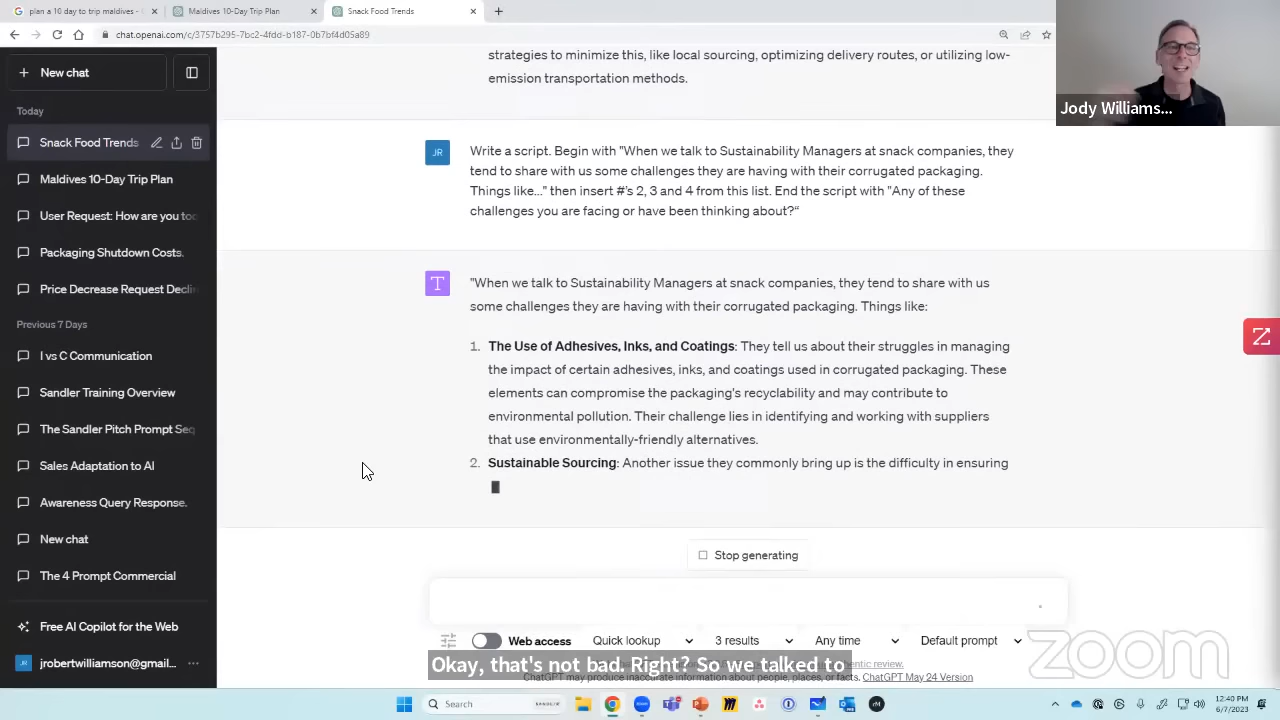 plan a 10 day trip to maldives -
Maldives 10-Day Trip Plan
Snack Food Trends
chat.openai.com/c/3757b295-7bc2-4fdd-b187-0bf4f4d05a89
Jody Williams...
New chat
Today
Snack Food Trends
Maldives 10-Day Trip Plan
User Request: How are you to
Packaging Shutdown Costs.
Price Decrease Request Declin
Previous 7 Days
I vs C Communication
Sandler Training Overview
The Sandler Pitch Prompt Seq
Sales Adaptation to AI
Awareness Query Response.
New chat
The 4 Prompt Commercial
Free AI Copilot for the Web
jrobertwilliamson@gmail...
strategies to minimize this, like local sourcing, optimizing delivery routes, or utilizing low-
emission transportation methods.
JR
Write a script. Begin with "When we talk to Sustainability Managers at snack companies, they
tend to share with us some challenges they are having with their corrugated packaging.
Things like..." then insert #'s 2, 3 and 4 from this list. End the script with "Any of these
challenges you are facing or have been thinking about?“
T
"When we talk to Sustainability Managers at snack companies, they tend to share with us
some challenges they are having with their corrugated packaging. Things like:
1. The Use of Adhesives, Inks, and Coatings: They tell us about their struggles in managing
the impact of certain adhesives, inks, and coatings used in corrugated packaging. These
elements can compromise the packaging's recyclability and may contribute to
environmental pollution. Their challenge lies in identifying and working with suppliers
that use environmentally-friendly alternatives.
2. Sustainable Sourcing: Another issue they commonly bring up is the difficulty in ensuring
Stop generating
Web access Quick lookup 3 results Any time Default prompt
Okay, that's not bad. Right? So we talked to
ChatGPT may produce inaccurate information about people, places, or facts. ChatGPT May 24 Version
zoom
Search
12:40 PM
6/7/2023